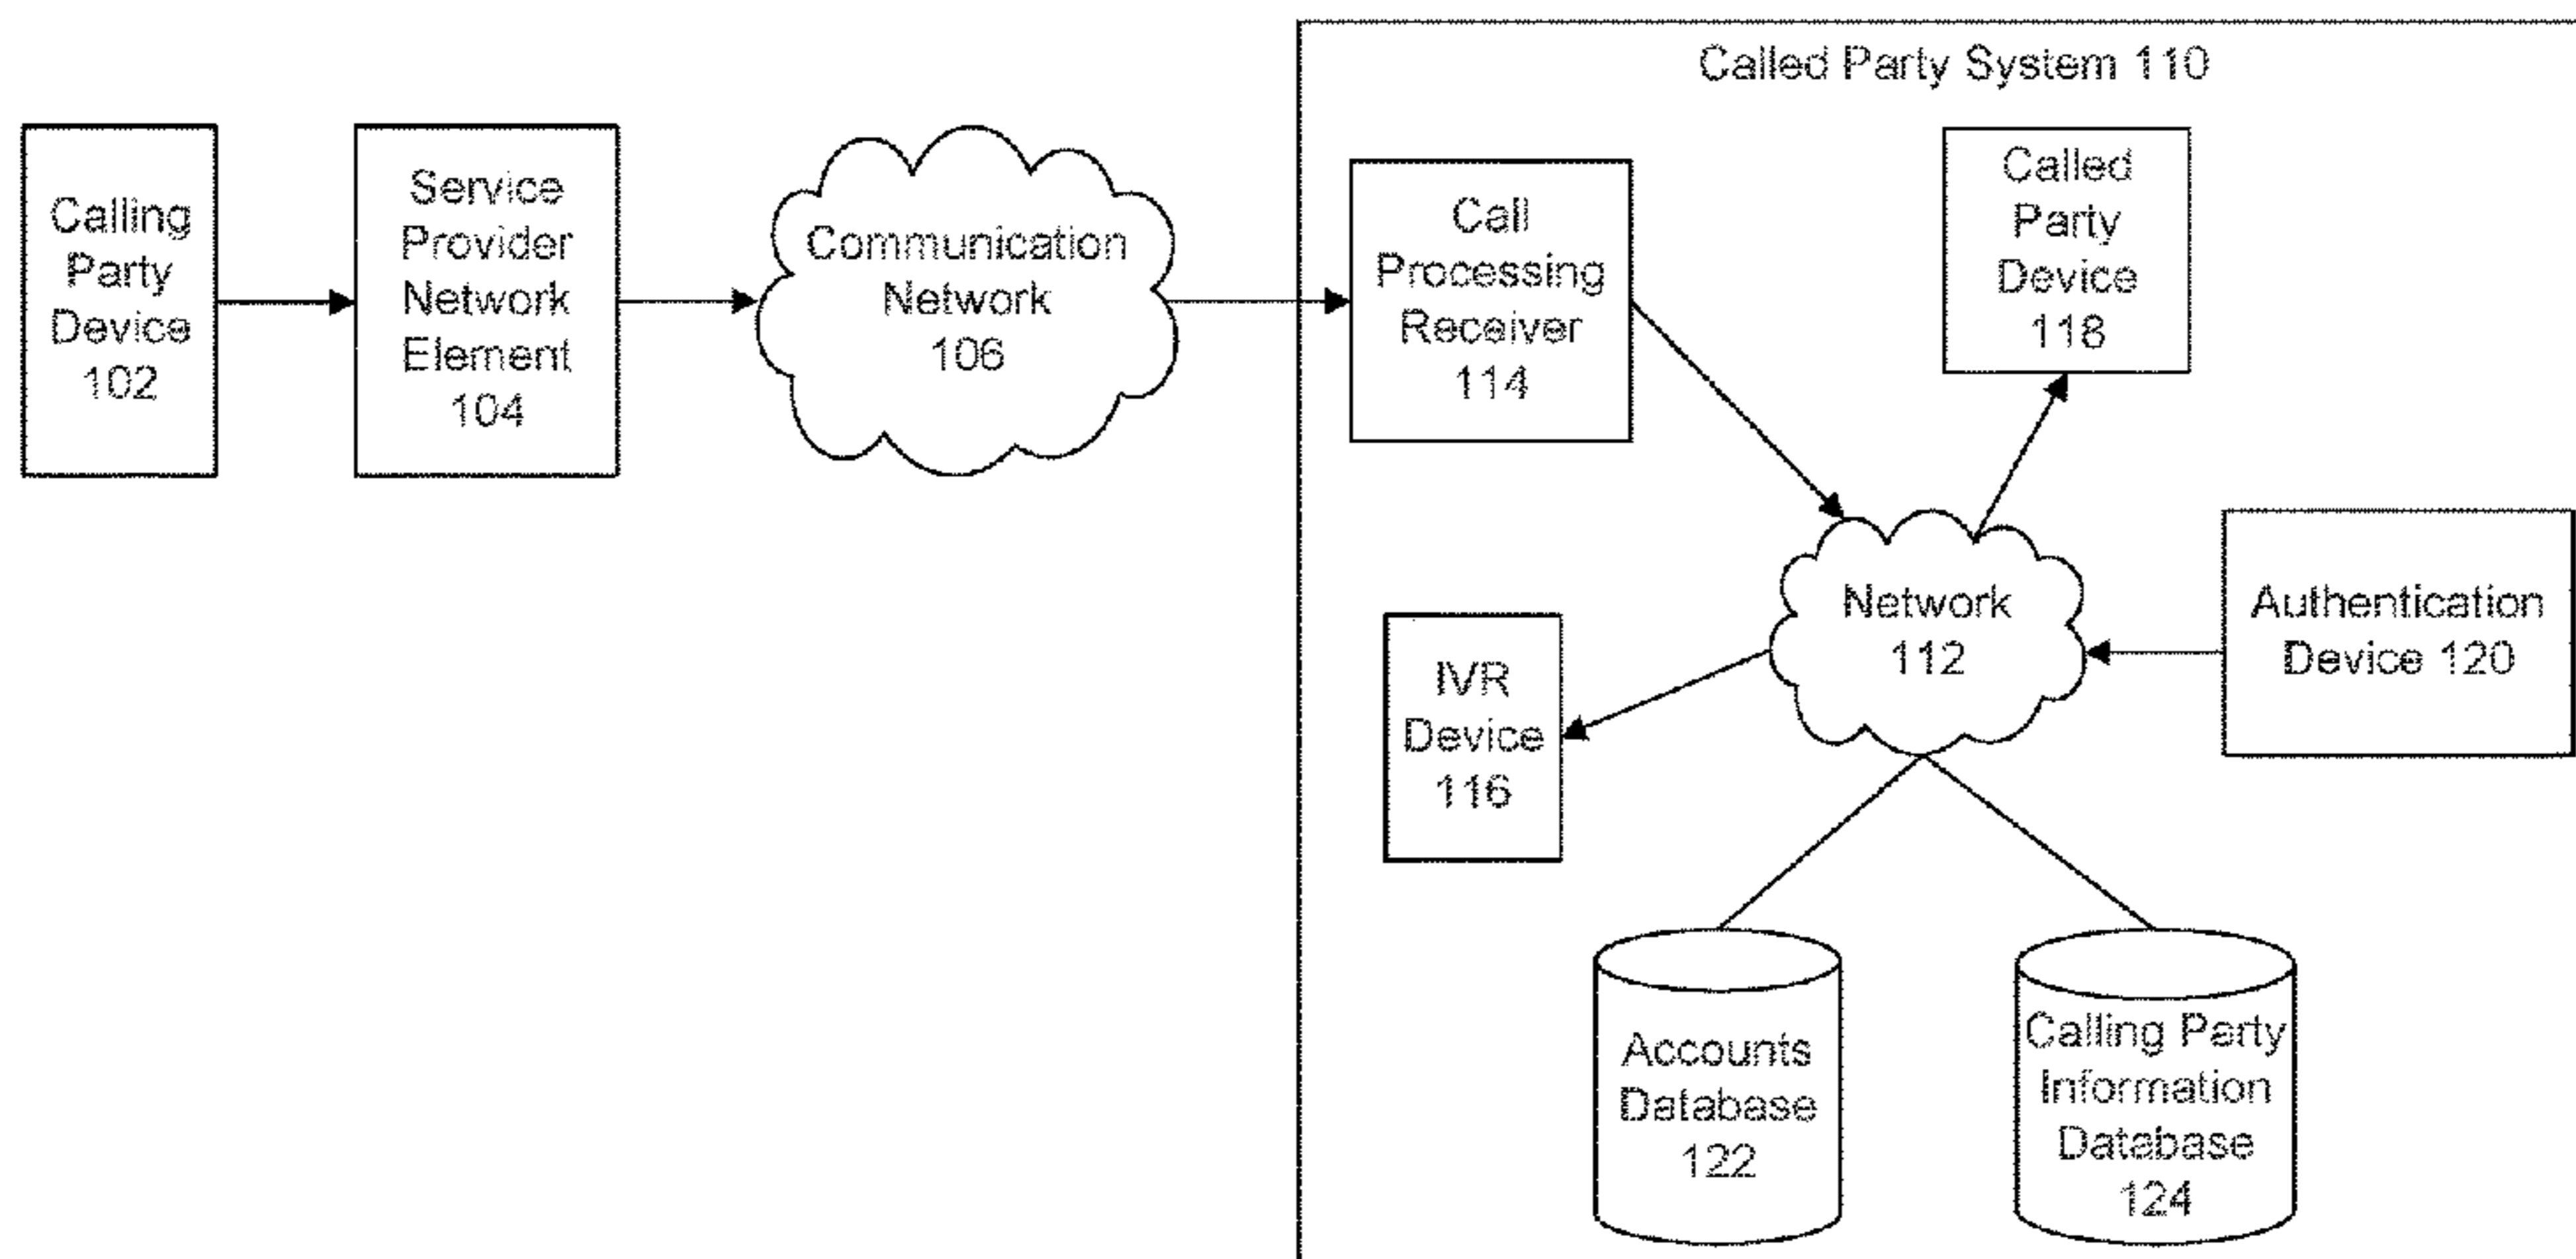 Called Party System 110
Calling
Party
Device
102
Service
Provider
Network
Element
104
Communication
Network
106
Call
Processing
Receiver
114
Called
Party
Device
118
Network
112
Authentication
Device 120
IVR
Device
116
Accounts
Database
122
Calling Party
Information
Database
124